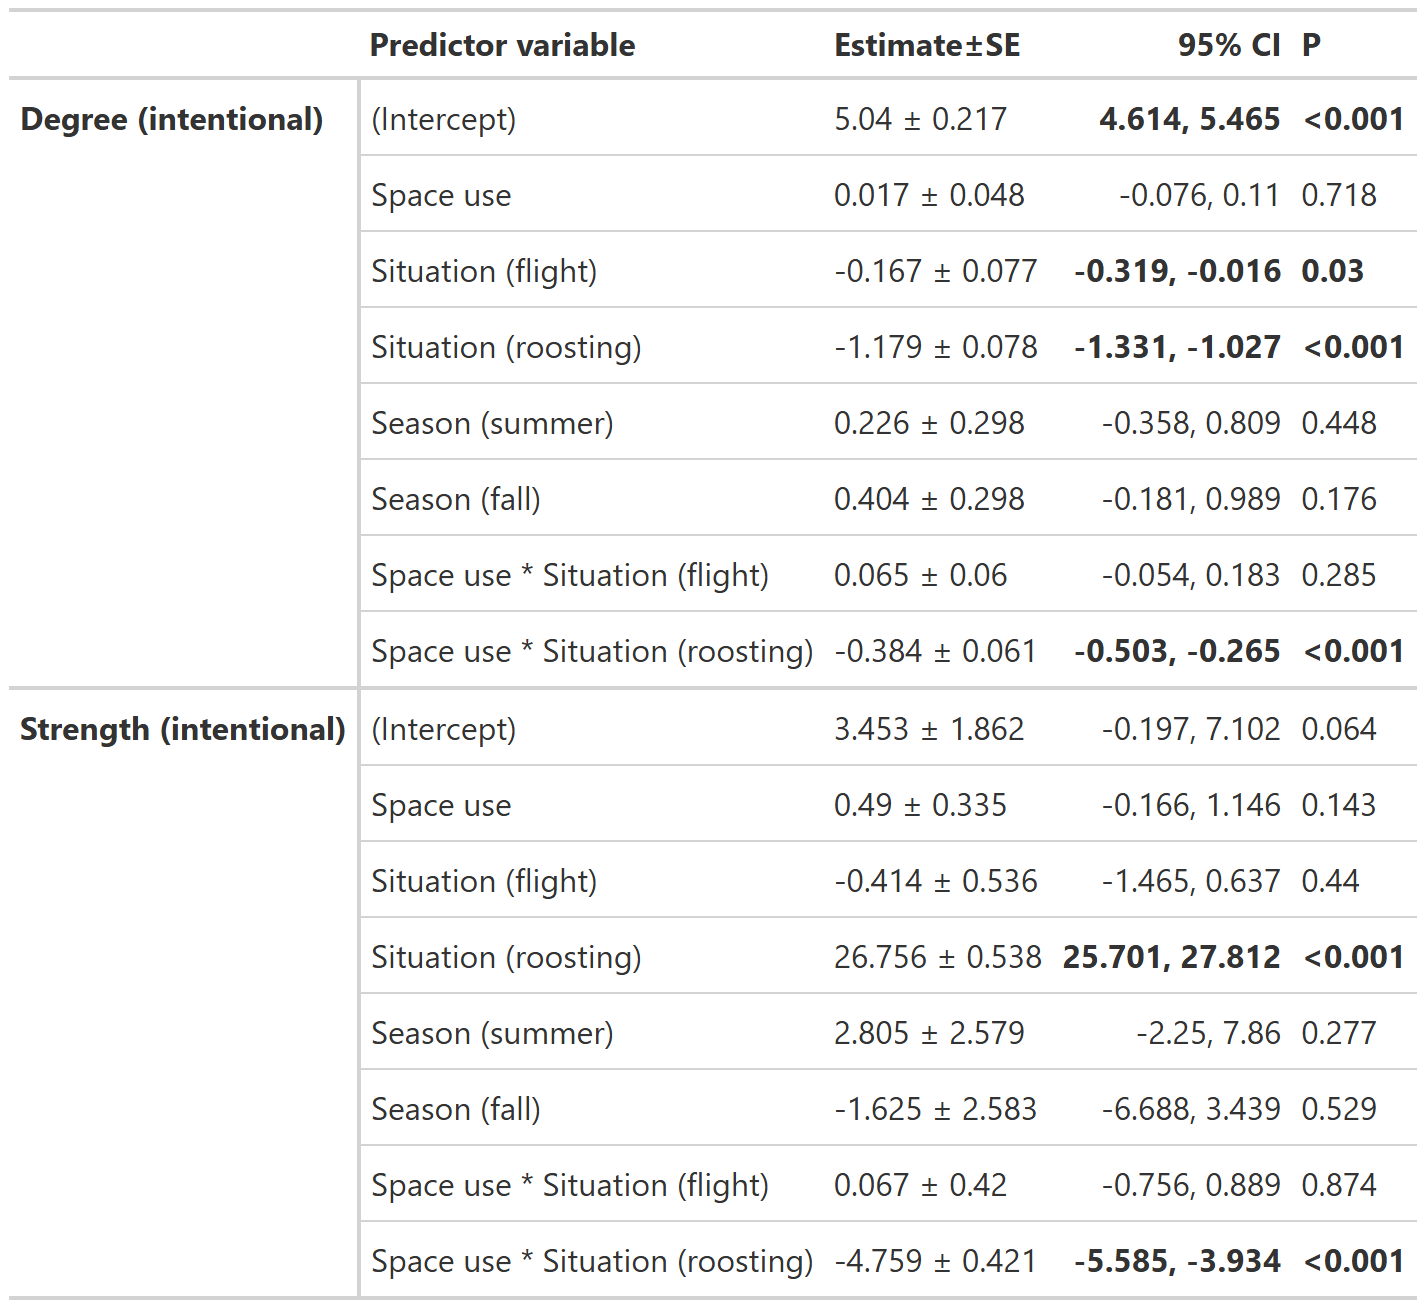 Predictor variable Estimate±SE 95% CI P
Degree (intentional) (Intercept) 5.04 ± 0.217 4.614, 5.465 <0.001
Space use 0.017 ± 0.048 -0.076, 0.11 0.718
Situation (flight) -0.167 ± 0.077 -0.319, -0.016 0.03
Situation (roosting) -1.179 ± 0.078 -1.331, -1.027 <0.001
Season (summer) 0.226 ± 0.298 -0.358, 0.809 0.448
Season (fall) 0.404 ± 0.298 -0.181, 0.989 0.176
Space use * Situation (flight) 0.065 ± 0.06 -0.054, 0.183 0.285
Space use * Situation (roosting) -0.384 ± 0.061 -0.503, -0.265 <0.001
Strength (intentional) (Intercept) 3.453 ± 1.862 -0.197, 7.102 0.064
Space use 0.49 ± 0.335 -0.166, 1.146 0.143
Situation (flight) -0.414 ± 0.536 -1.465, 0.637 0.44
Situation (roosting) 26.756 ± 0.538 25.701, 27.812 <0.001
Season (summer) 2.805 ± 2.579 -2.25, 7.86 0.277
Season (fall) -1.625 ± 2.583 -6.688, 3.439 0.529
Space use * Situation (flight) 0.067 ± 0.42 -0.756, 0.889 0.874
Space use * Situation (roosting) -4.759 ± 0.421 -5.585, -3.934 <0.001